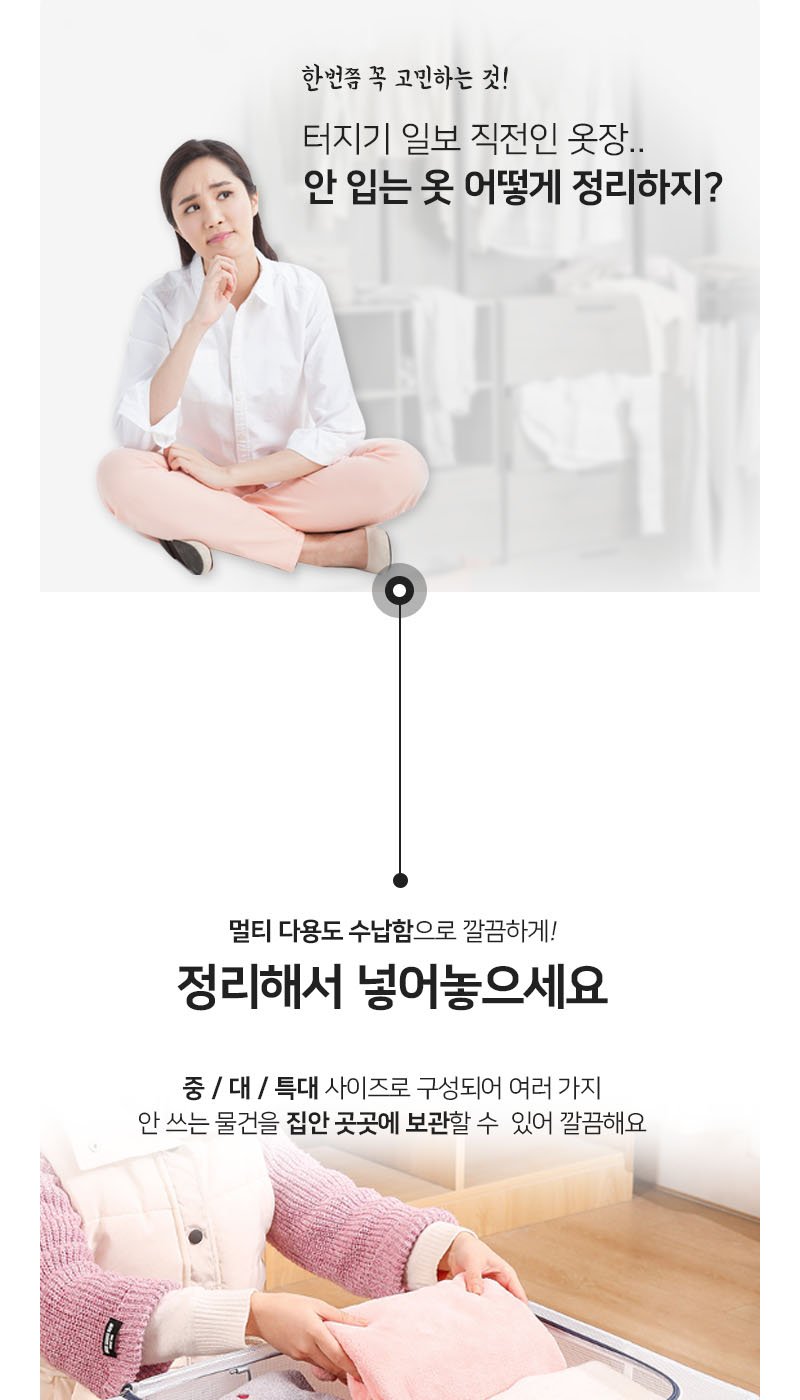 한번쯤 꼭 고민하는 것!
터지기 일보 직전인 옷장..
안 입는 옷 어떻게 정리하지?
멀티 다용도 수납함으로 깔끔하게!
정리해서 넣어놓으세요
중 / 대 / 특대 사이즈로 구성되어 여러 가지
안 쓰는 물건을 집안 곳곳에 보관할 수 있어 깔끔해요